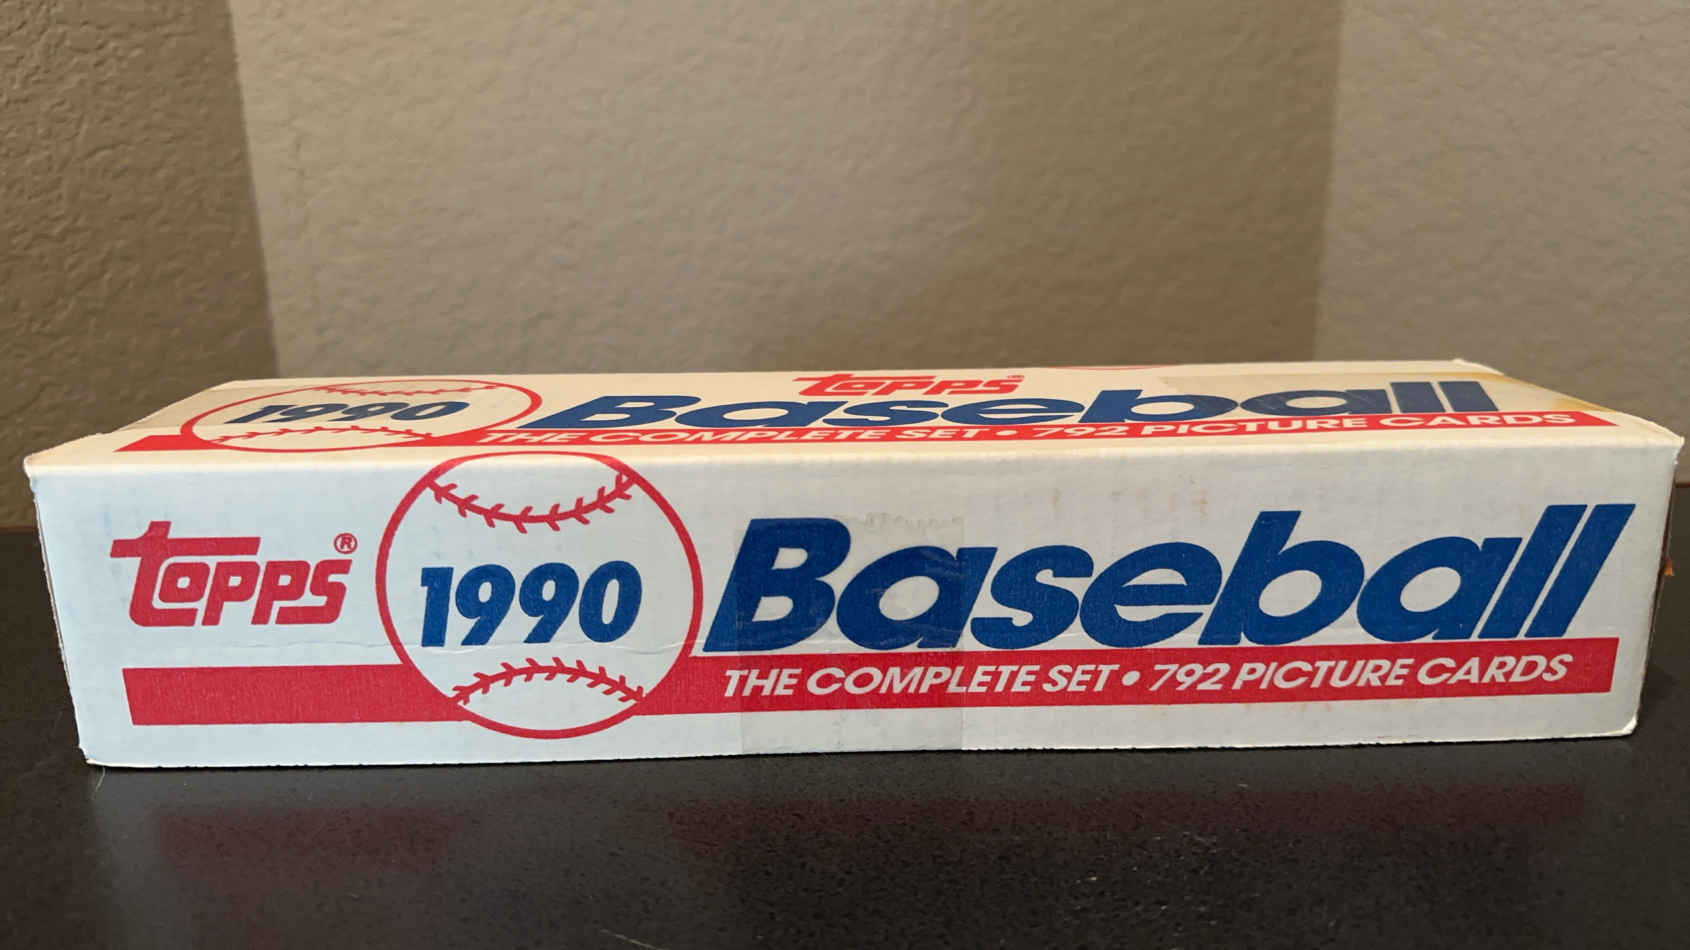 Topps®
1990 Baseball
THE COMPLETE SET • 792 PICTURE CARDS
Topps® 1990 Baseball
THE COMPLETE SET • 792 PICTURE CARDS